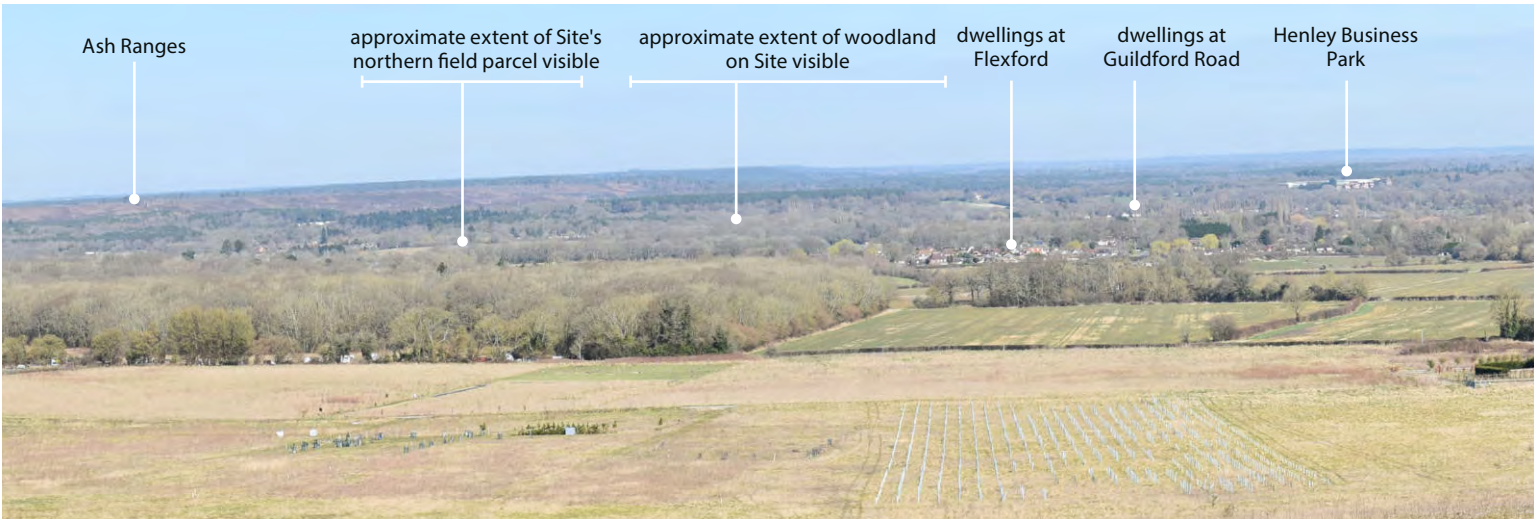 Ash Ranges
approximate extent of Site's
northern field parcel visible
approximate extent of woodland
on Site visible
dwellings at
Flexford
dwellings at
Guildford Road
Henley Business
Park